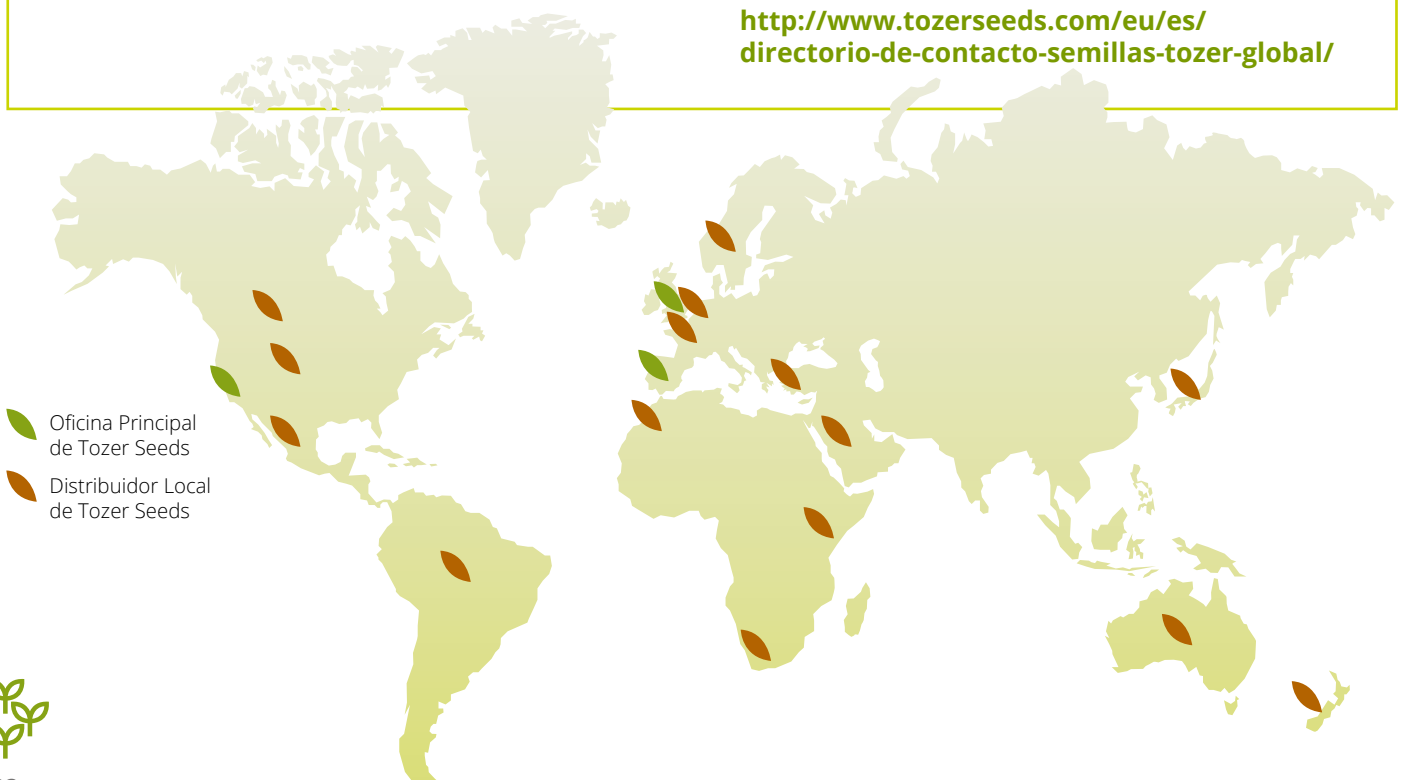 http://www.tozerseeds.com/eu/es/
directorio-de-contacto-semillas-tozer-global/
Oficina Principal
de Tozer Seeds
Distribuidor Local
de Tozer Seeds